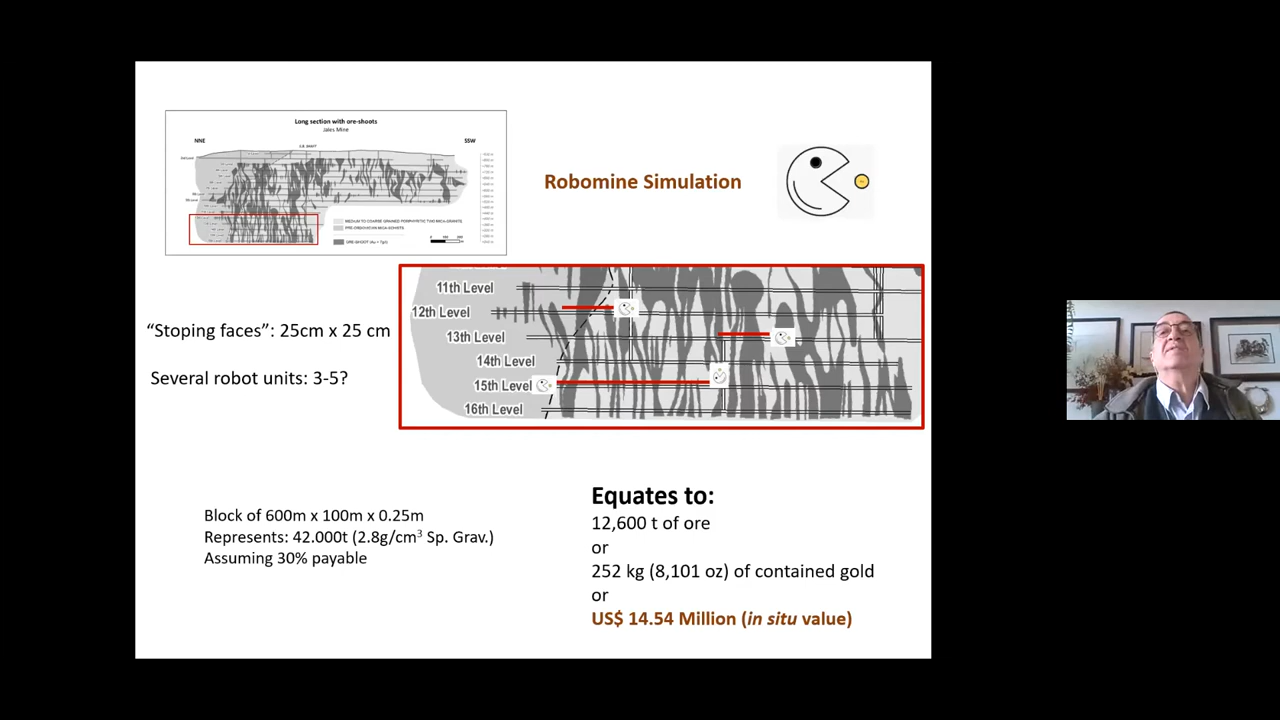 Long section with ore-shoots
Jales Mine
NNE
SSW
Robomine Simulation
11th Level
12th Level
13th Level
14th Level
15th Level
16th Level
“Stoping faces”: 25cm x 25 cm
Several robot units: 3-5?
Block of 600m x 100m x 0.25m
Represents: 42.000t (2.8g/cm³ Sp. Grav.)
Assuming 30% payable
Equates to:
12,600 t of ore
or
252 kg (8,101 oz) of contained gold
or
US$ 14.54 Million (in situ value)